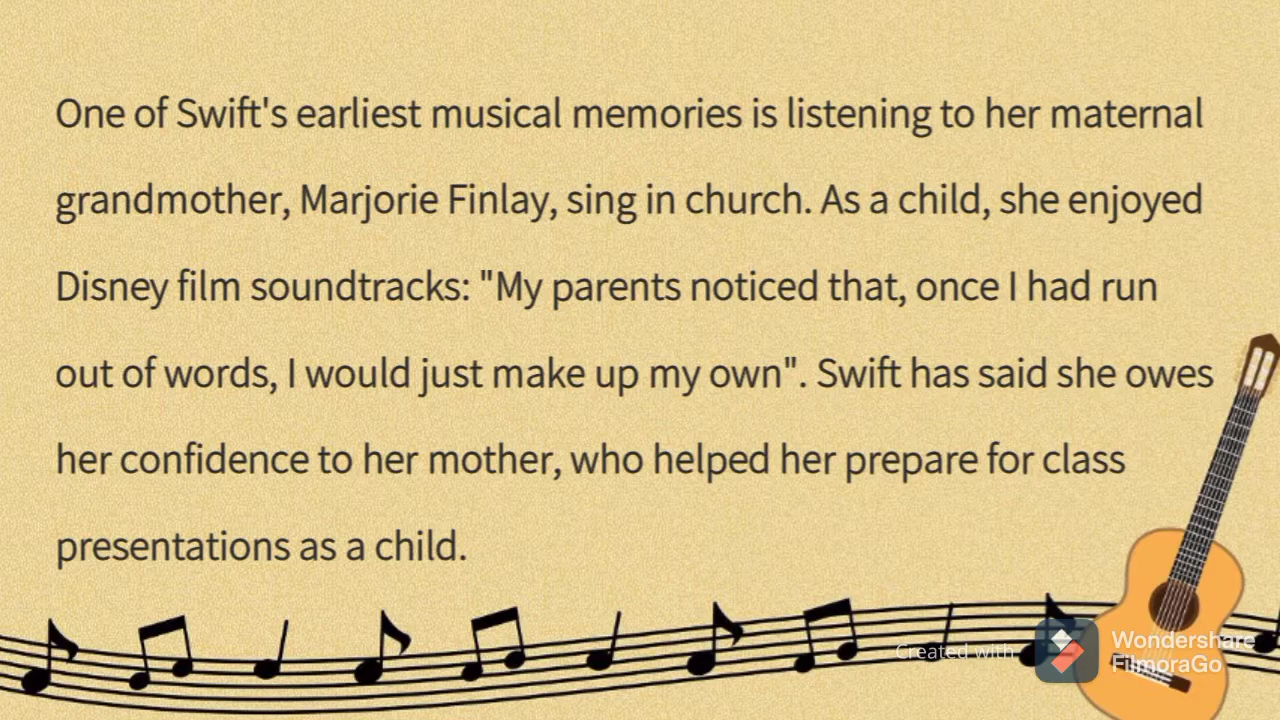 One of Swift's earliest musical memories is listening to her maternal
grandmother, Marjorie Finlay, sing in church. As a child, she enjoyed
Disney film soundtracks: "My parents noticed that, once I had run
out of words, I would just make up my own". Swift has said she owes
her confidence to her mother, who helped her prepare for class
presentations as a child.
Created with
Wondershare
FilmoraGo